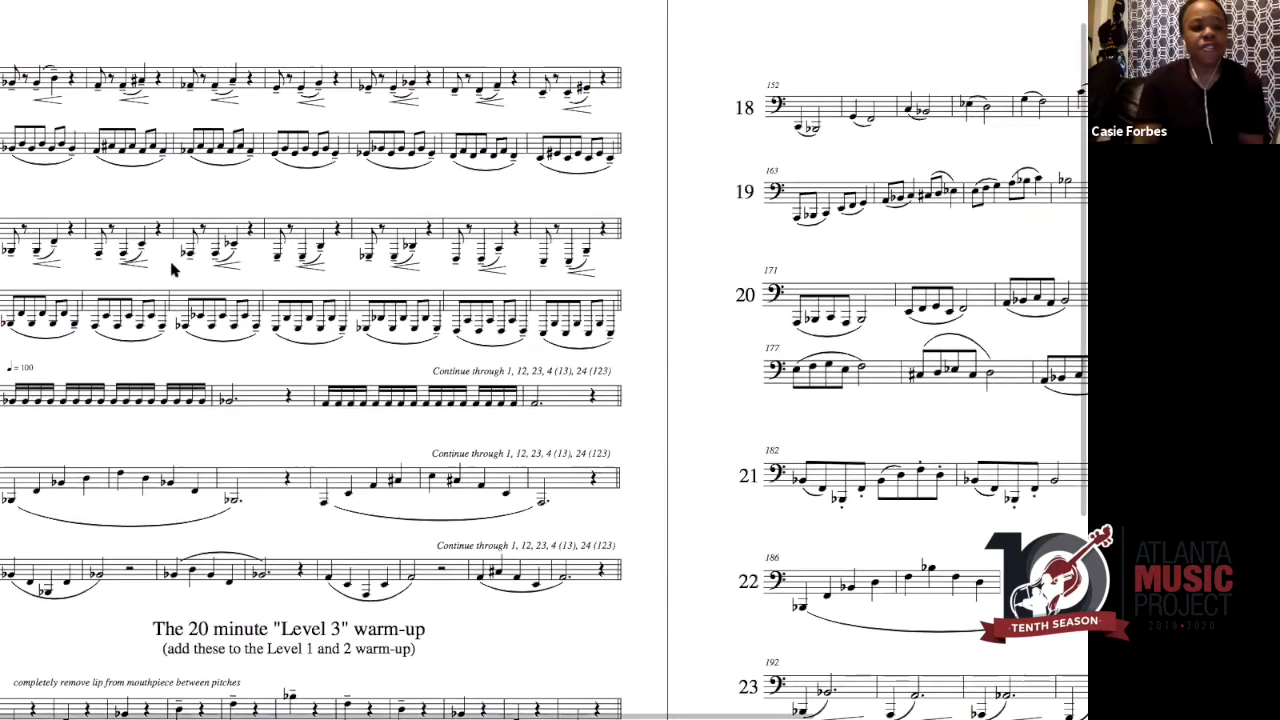 = 100
Continue through 1, 12, 23, 4 (13), 24 (123)
Continue through 1, 12, 23, 4 (13), 24 (123)
Continue through 1, 12, 23, 4 (13), 24 (123)
The 20 minute "Level 3" warm-up
(add these to the Level 1 and 2 warm-up)
completely remove lip from mouthpiece between pitches
152
18
163
19
171
20
177
182
21
186
22
192
23
Casie Forbes
10
TENTH SEASON
ATLANTA
MUSIC
PROJECT
2010•2020